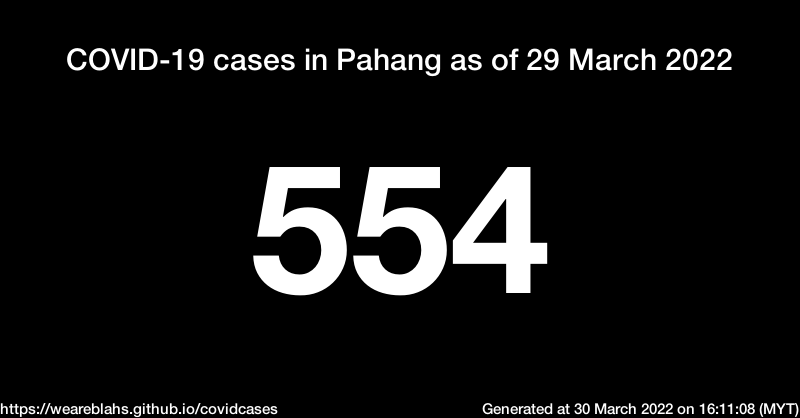 COVID-19 cases in Pahang as of 29 March 2022
554
https://weareblahs.github.io/covidcases
Generated at 30 March 2022 on 16:11:08 (MYT)